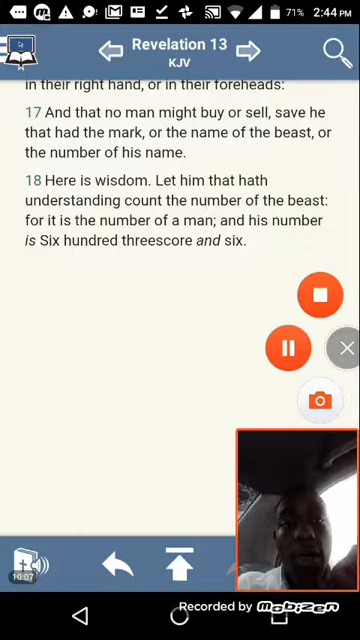 71% 2:44 PM
Revelation 13
KJV
in their right hand, or in their foreheads:
17 And that no man might buy or sell, save he
that had the mark, or the name of the beast, or
the number of his name.
18 Here is wisdom. Let him that hath
understanding count the number of the beast:
for it is the number of a man; and his number
is Six hundred threescore and six.
10:07
Recorded by mobizen